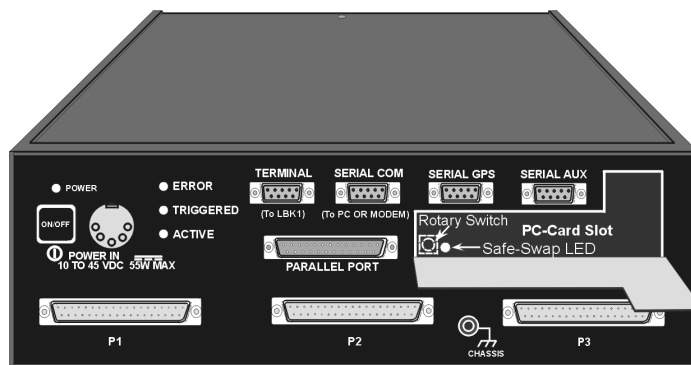 TERMINAL
SERIAL COM
SERIAL GPS
SERIAL AUX
POWER
ERROR
TRIGGERED
ACTIVE
ON/OFF
(To LBK1)
(To PC OR MODEM)
Rotary Switch
PC-Card Slot
Safe-Swap LED
POWER IN
10 TO 45 VDC 55W MAX
PARALLEL PORT
P1
P2
CHASSIS
P3